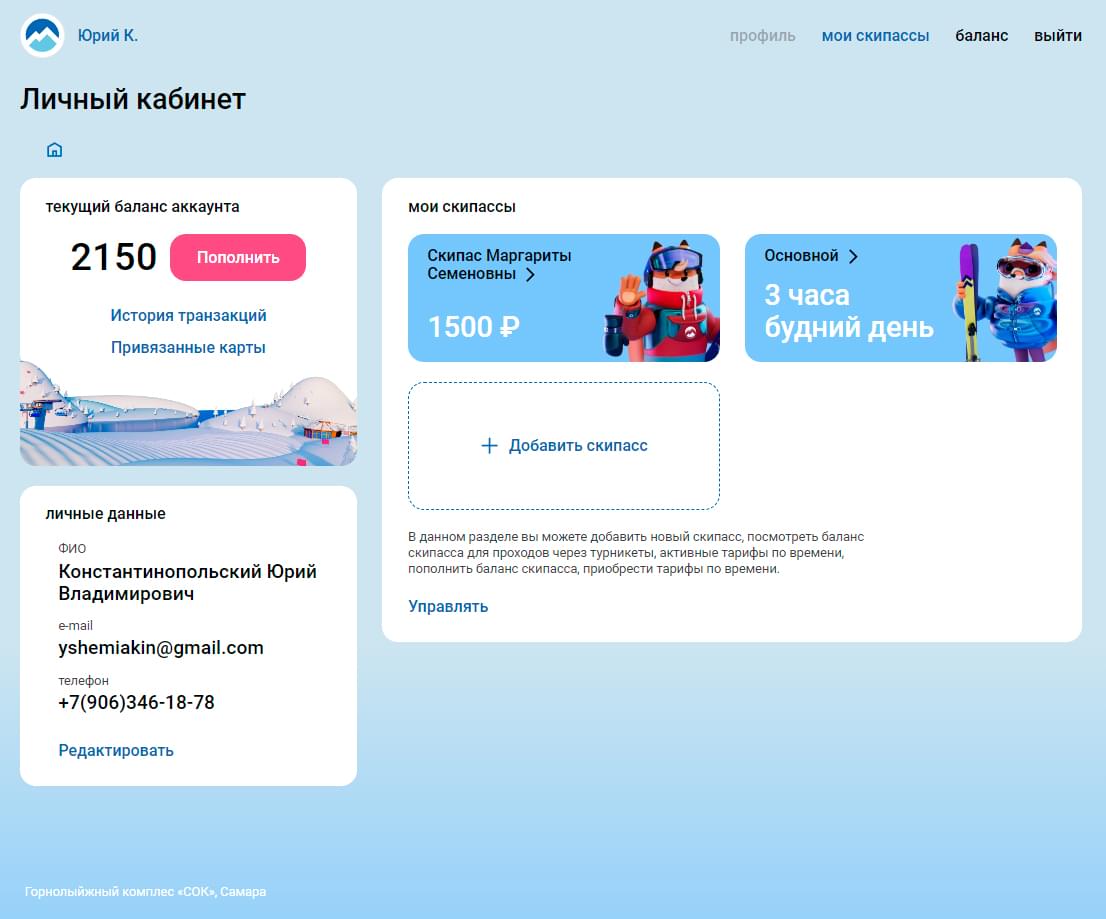 Юрий К.
профиль
мои скипассы
баланс
выйти
Личный кабинет
текущий баланс аккаунта
2150
Пополнить
История транзакций
Привязанные карты
личные данные
ФИО
Константинопольский Юрий
Владимирович
e-mail
yshemiakin@gmail.com
телефон
+7(906)346-18-78
Редактировать
мои скипассы
Скипас Маргариты
Семеновны
1500 ₽
Основной
3 часа
будний день
Добавить скипасс
В данном разделе вы можете добавить новый скипасс, посмотреть баланс
скипасса для проходов через турникеты, активные тарифы по времени,
пополнить баланс скипасса, приобрести тарифы по времени.
Управлять
Горнолыйжный комплес «СОК», Самара